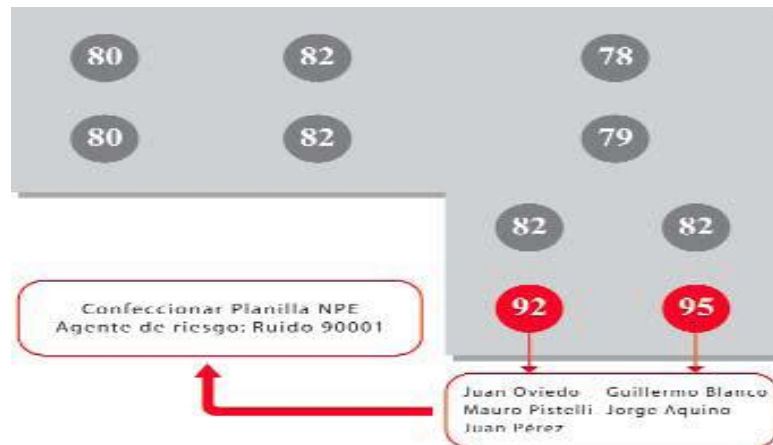 80 82 78
80 82 79
82 82
92 95
Confeccionar Planilla NPE
Agente de riesgo: Ruido 90001
Juan Oviedo Guillermo Blanco
Mauro Pistelli Jorge Aquino
Juan Pérez